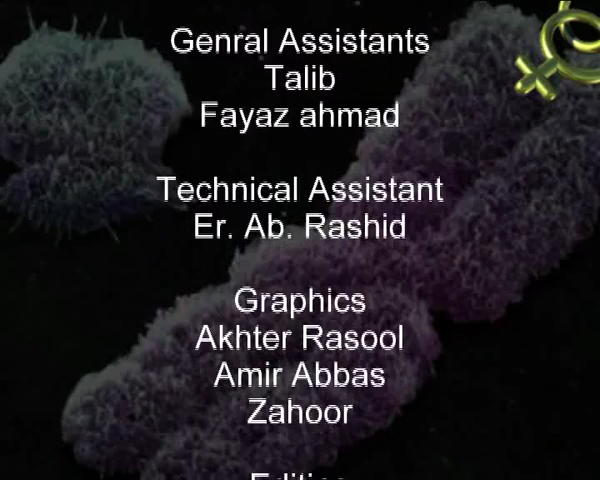 Genral Assistants
Talib
Fayaz ahmad
Technical Assistant
Er. Ab. Rashid
Graphics
Akhter Rasool
Amir Abbas
Zahoor